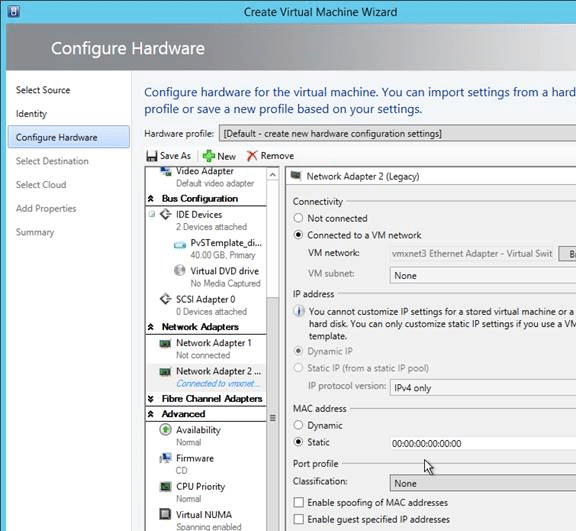 Create Virtual Machine Wizard
Configure Hardware
Select Source
Identity
Configure Hardware
Select Destination
Select Cloud
Add Properties
Summary
Configure hardware for the virtual machine. You can import settings from a hard
profile or save a new profile based on your settings.
Hardware profile: [Default - create new hardware configuration settings]
Save As New Remove
Video Adapter
Default video adapter
Bus Configuration
IDE Devices
2 Devices attached
PvSTemplate_di...
40.00 GB, Primary
Virtual DVD drive
No Media Captured
SCSI Adapter 0
0 Devices attached
Network Adapters
Network Adapter 1
Not connected
Network Adapter 2 ...
Connected to vmxnet...
Fibre Channel Adapters
Advanced
Availability
Normal
Firmware
CD
CPU Priority
Normal
Virtual NUMA
Spanning enabled
Network Adapter 2 (Legacy)
Connectivity
Not connected
Connected to a VM network
VM network: vmxnet3 Ethernet Adapter - Virtual Swit
VM subnet: None
IP address
You cannot customize IP settings for a stored virtual machine or a
hard disk. You can only customize static IP settings if you use a VM
template.
Dynamic IP
Static IP (from a static IP pool)
IP protocol version: IPv4 only
MAC address
Dynamic
Static 00:00:00:00:00:00
Port profile
Classification: None
Enable spoofing of MAC addresses
Enable guest specified IP addresses